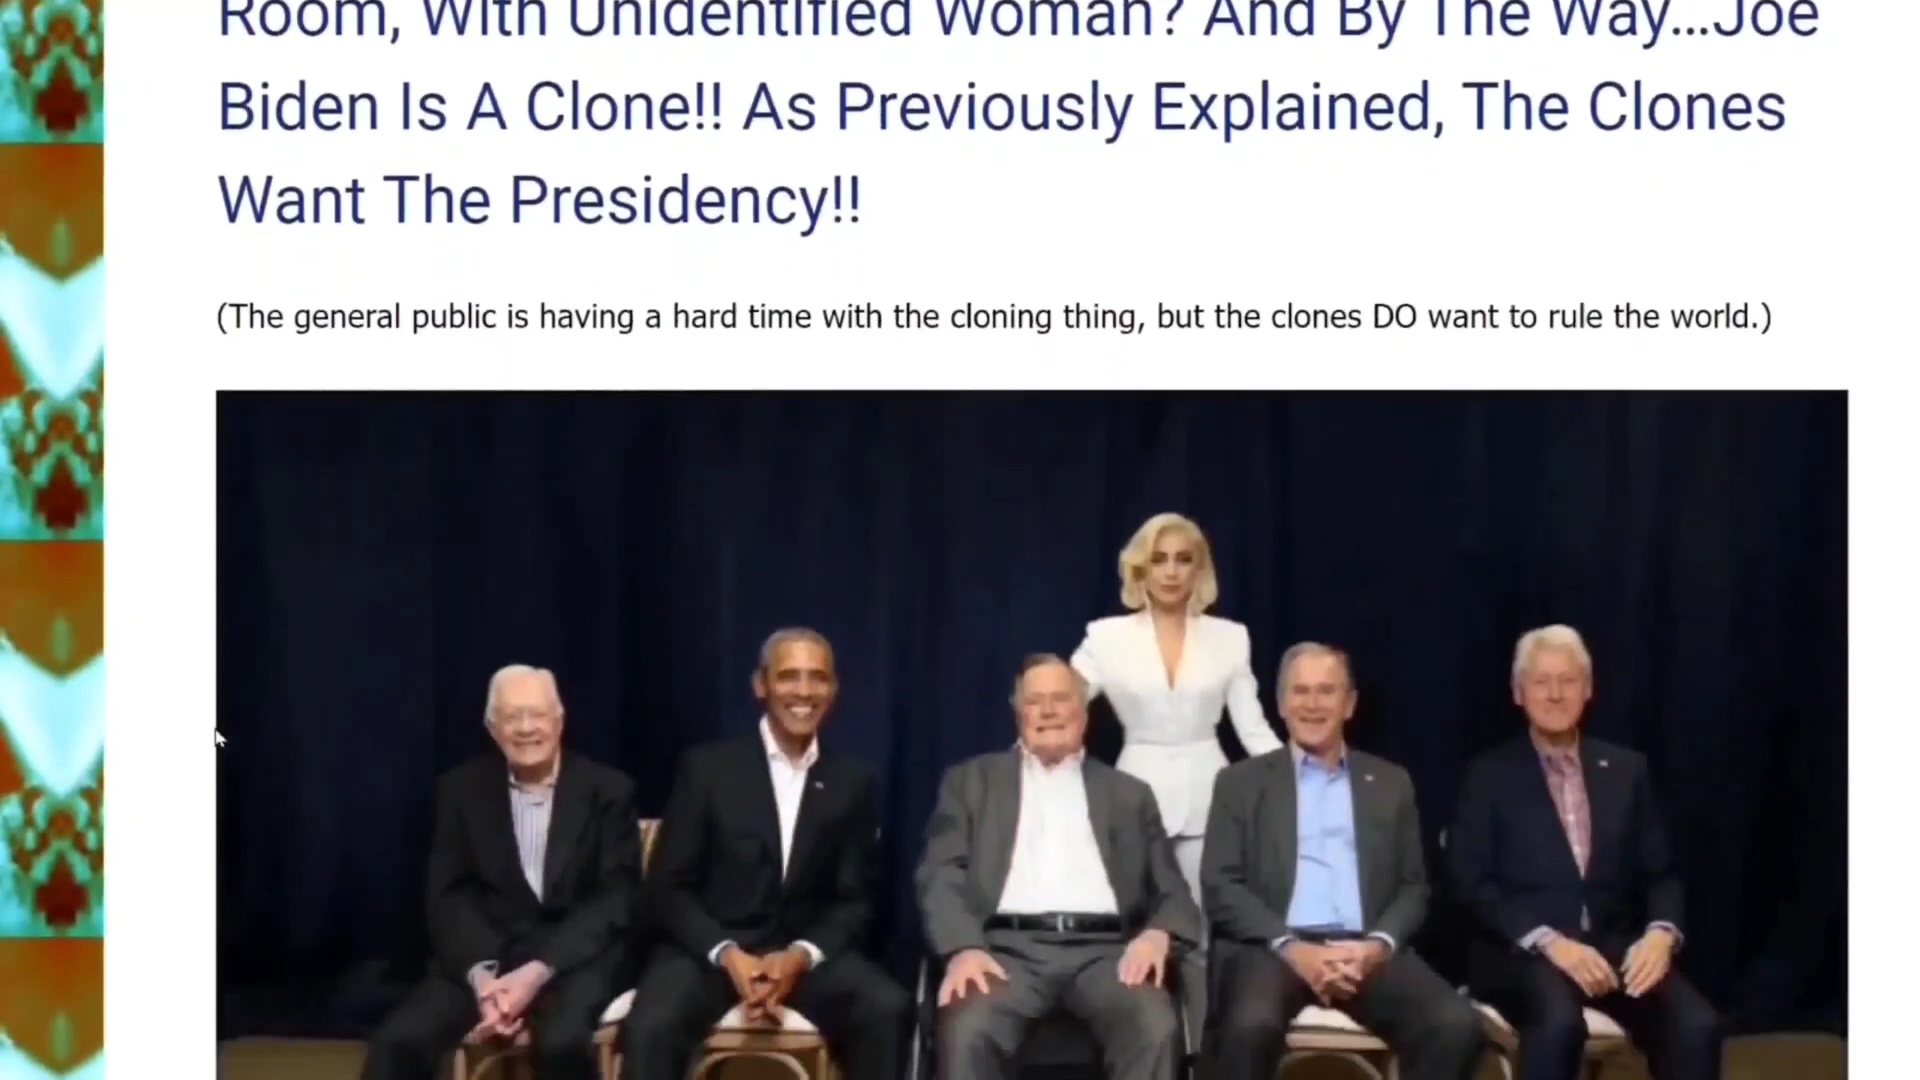 Room, With Unidentified Woman? And By The Way...Joe
Biden Is A Clone!! As Previously Explained, The Clones
Want The Presidency!!
(The general public is having a hard time with the cloning thing, but the clones DO want to rule the world.)